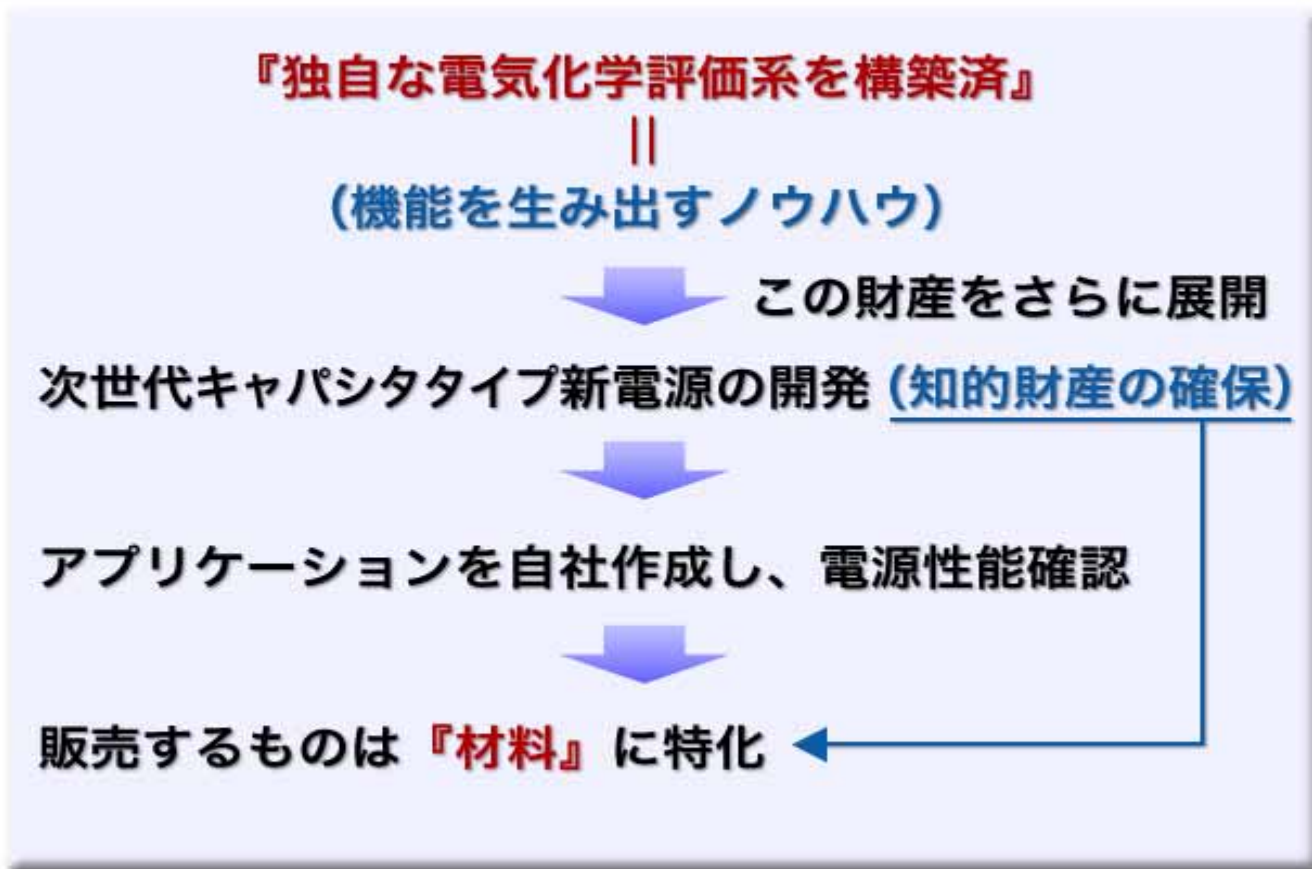 『独自な電気化学評価系を構築済』
||
(機能を生み出すノウハウ)
この財産をさらに展開
次世代キャパシタタイプ新電源の開発(知的財産の確保)
アプリケーションを自社作成し、電源性能確認
販売するものは『材料』に特化